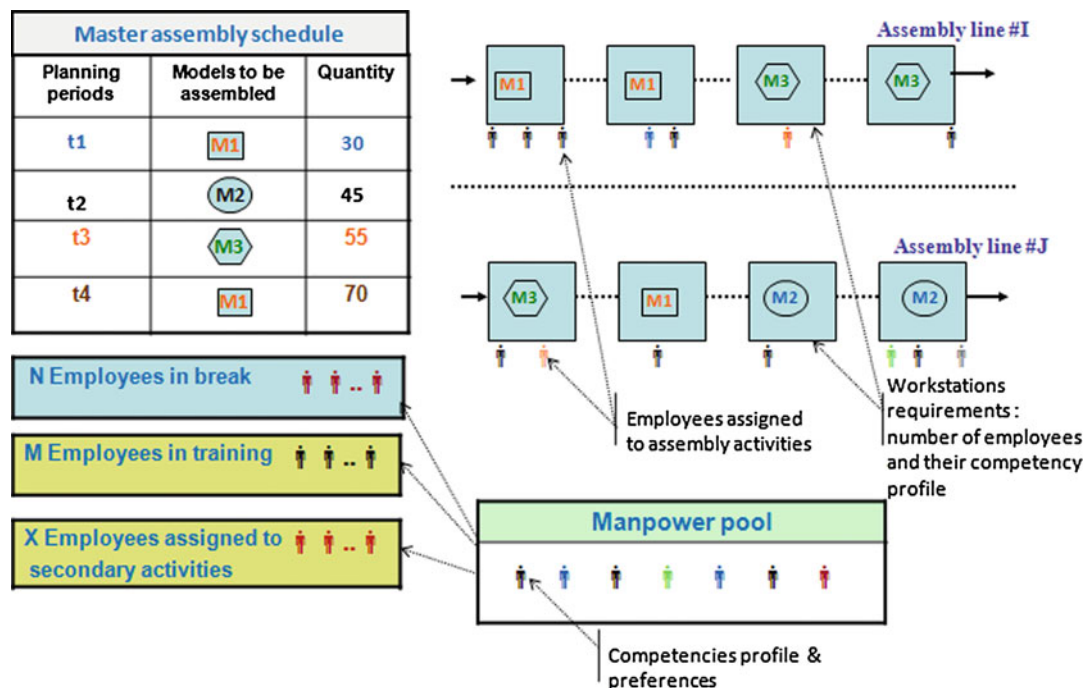 Master assembly schedule
Planning periods
Models to be assembled
Quantity
t1
M1
30
t2
M2
45
t3
M3
55
t4
M1
70
Assembly line #I
M1
M1
M3
M3
Assembly line #J
M3
M1
M2
M2
N Employees in break
..
M Employees in training
..
X Employees assigned to
secondary activities
..
Employees assigned
to assembly activities
Workstations
requirements :
number of employees
and their competency
profile
Manpower pool
Competencies profile &
preferences